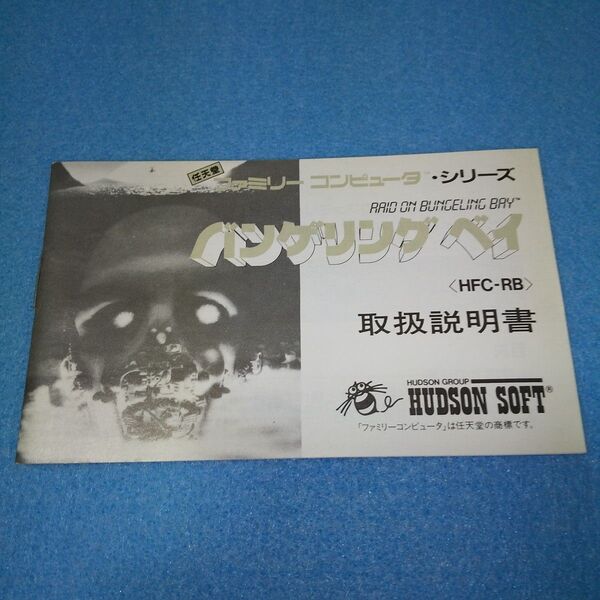 任天堂
ファミリー コンピュータ™・シリーズ
RAID ON BUNGELING BAY™
バンゲリング ベイ
〈HFC-RB〉
取扱説明書
HUDSON GROUP
HUDSON SOFT®
「ファミリーコンピュータ」は任天堂の商標です。